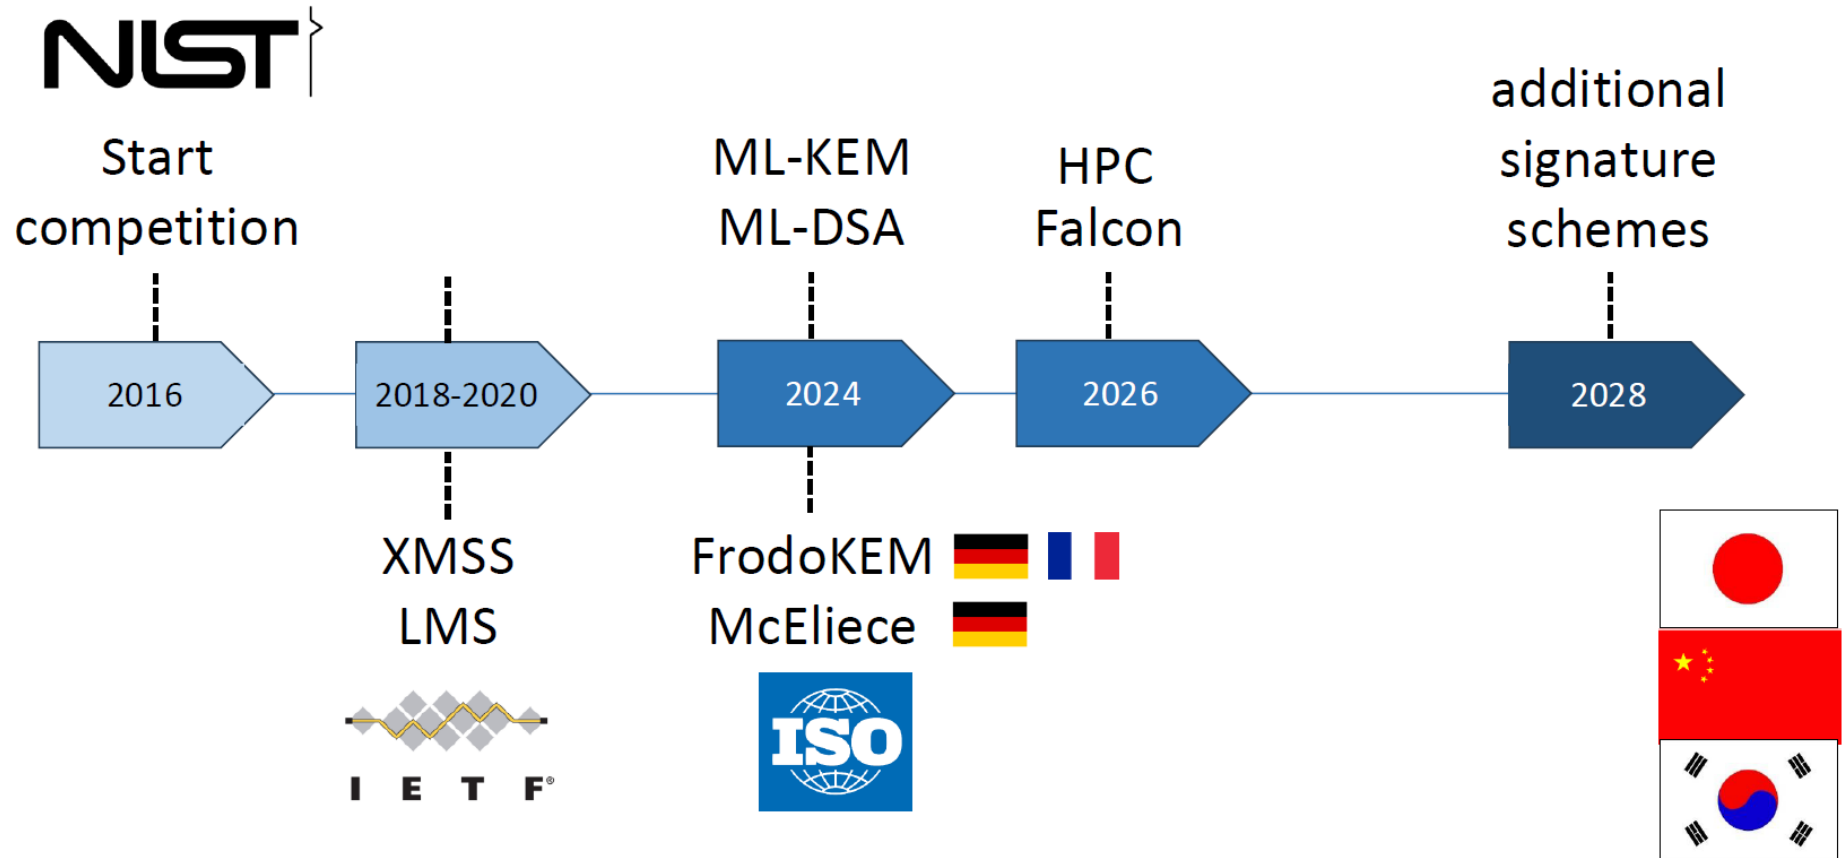 NIST
Start
competition
ML-KEM
ML-DSA
HPC
Falcon
additional
signature
schemes
2016
2018-2020
2024
2026
2028
XMSS
LMS
FrodoKEM
McEliece
ISO
I E T F®